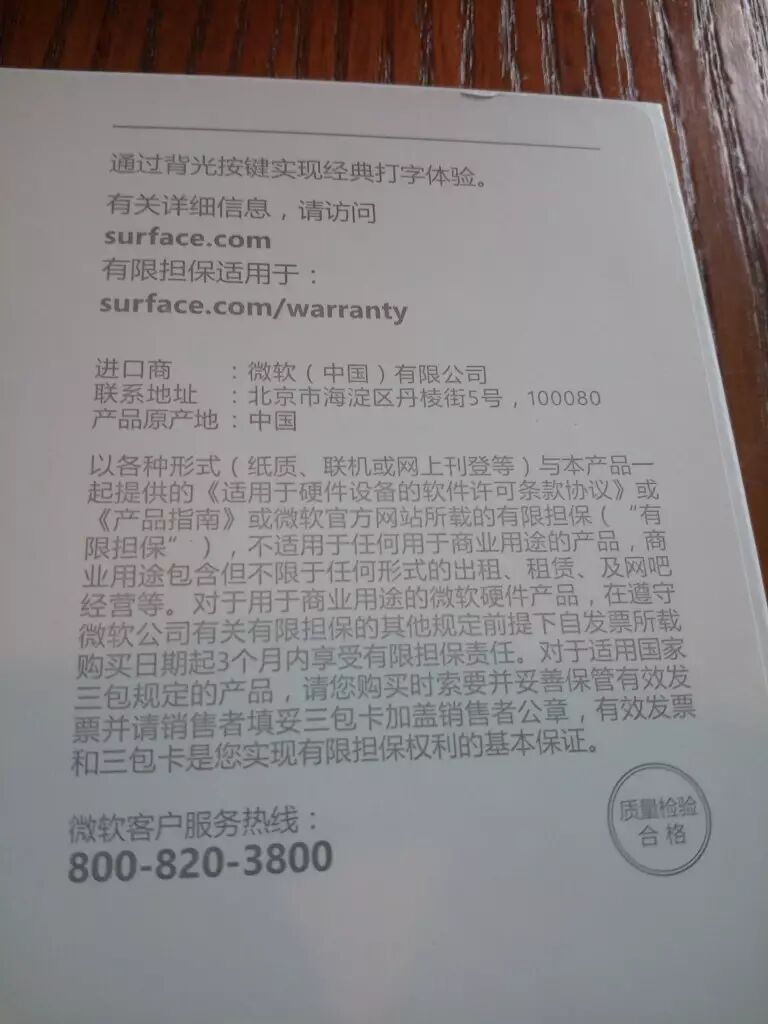 通过背光按键实现经典打字体验。
有关详细信息，请访问
surface.com
有限担保适用于：
surface.com/warranty
进口商 ：微软（中国）有限公司
联系地址 ：北京市海淀区丹棱街5号，100080
产品原产地：中国
以各种形式（纸质、联机或网上刊登等）与本产品一
起提供的《适用于硬件设备的软件许可条款协议》或
《产品指南》或微软官方网站所载的有限担保（“有
限担保”），不适用于任何用于商业用途的产品，商
业用途包含但不限于任何形式的出租、租赁、及网吧
经营等。对于用于商业用途的微软硬件产品，在遵守
微软公司有关有限担保的其他规定前提下自发票所载
购买日期起3个月内享受有限担保责任。对于适用国家
三包规定的产品，请您购买时索要并妥善保管有效发
票并请销售者填妥三包卡加盖销售者公章，有效发票
和三包卡是您实现有限担保权利的基本保证。
微软客户服务热线：
800-820-3800
质量检验
合格